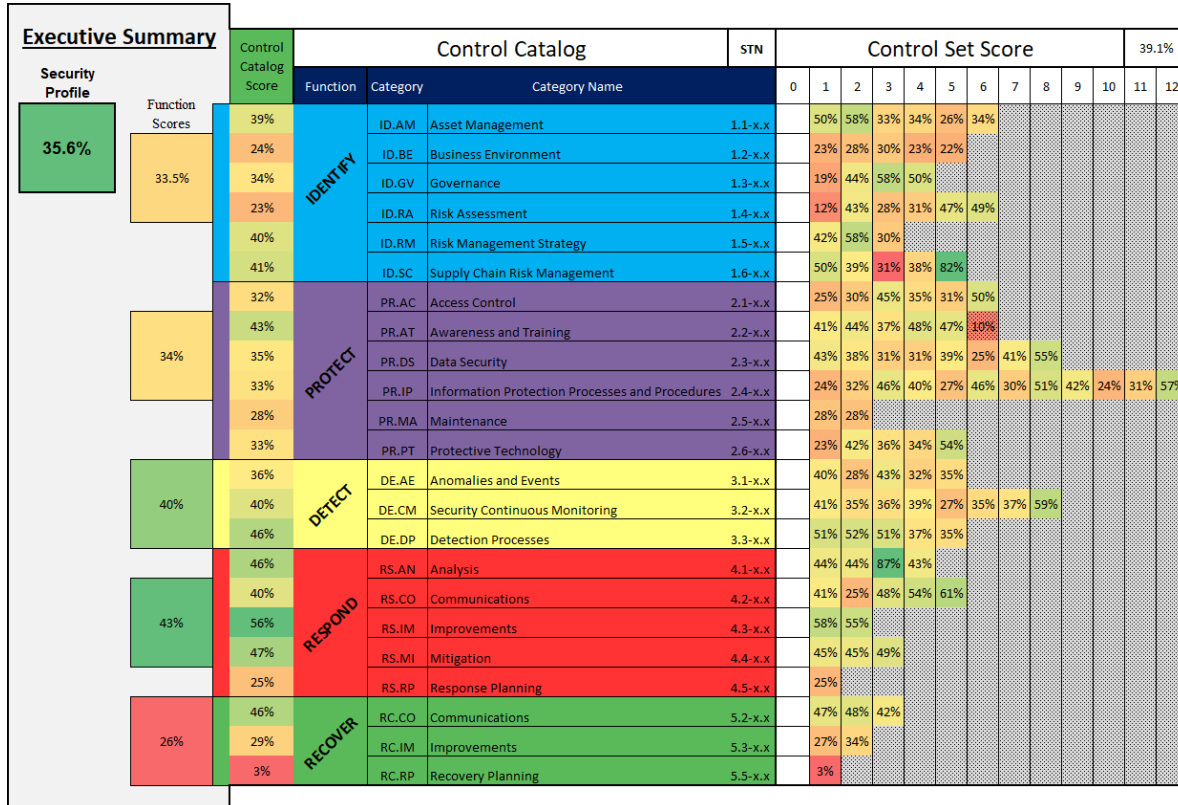 Executive Summary
Security Profile
35.6%
Function Scores
33.5%
34%
40%
43%
26%
Control Catalog Score
Control Catalog STN
Control Set Score 39.1%
Function Category Category Name
0 1 2 3 4 5 6 7 8 9 10 11 12
IDENTIFY
39% ID.AM Asset Management 1.1-x.x 50% 58% 33% 34% 26% 34%
24% ID.BE Business Environment 1.2-x.x 23% 28% 30% 23% 22%
34% ID.GV Governance 1.3-x.x 19% 44% 58% 50%
23% ID.RA Risk Assessment 1.4-x.x 12% 43% 28% 31% 47% 49%
40% ID.RM Risk Management Strategy 1.5-x.x 42% 58% 30%
41% ID.SC Supply Chain Risk Management 1.6-x.x 50% 39% 31% 38% 82%
PROTECT
32% PR.AC Access Control 2.1-x.x 25% 30% 45% 35% 31% 50%
43% PR.AT Awareness and Training 2.2-x.x 41% 44% 37% 48% 47% 10%
35% PR.DS Data Security 2.3-x.x 43% 38% 31% 31% 39% 25% 41% 55%
33% PR.IP Information Protection Processes and Procedures 2.4-x.x 24% 32% 46% 40% 27% 46% 30% 51% 42% 24% 31% 57%
28% PR.MA Maintenance 2.5-x.x 28% 28%
33% PR.PT Protective Technology 2.6-x.x 23% 42% 36% 34% 54%
DETECT
36% DE.AE Anomalies and Events 3.1-x.x 40% 28% 43% 32% 35%
40% DE.CM Security Continuous Monitoring 3.2-x.x 41% 35% 36% 39% 27% 35% 37% 59%
46% DE.DP Detection Processes 3.3-x.x 51% 52% 51% 37% 35%
RESPOND
46% RS.AN Analysis 4.1-x.x 44% 44% 87% 43%
40% RS.CO Communications 4.2-x.x 41% 25% 48% 54% 61%
56% RS.IM Improvements 4.3-x.x 58% 55%
47% RS.MI Mitigation 4.4-x.x 45% 45% 49%
25% RS.RP Response Planning 4.5-x.x 25%
RECOVER
46% RC.CO Communications 5.2-x.x 47% 48% 42%
29% RC.IM Improvements 5.3-x.x 27% 34%
3% RC.RP Recovery Planning 5.5-x.x 3%